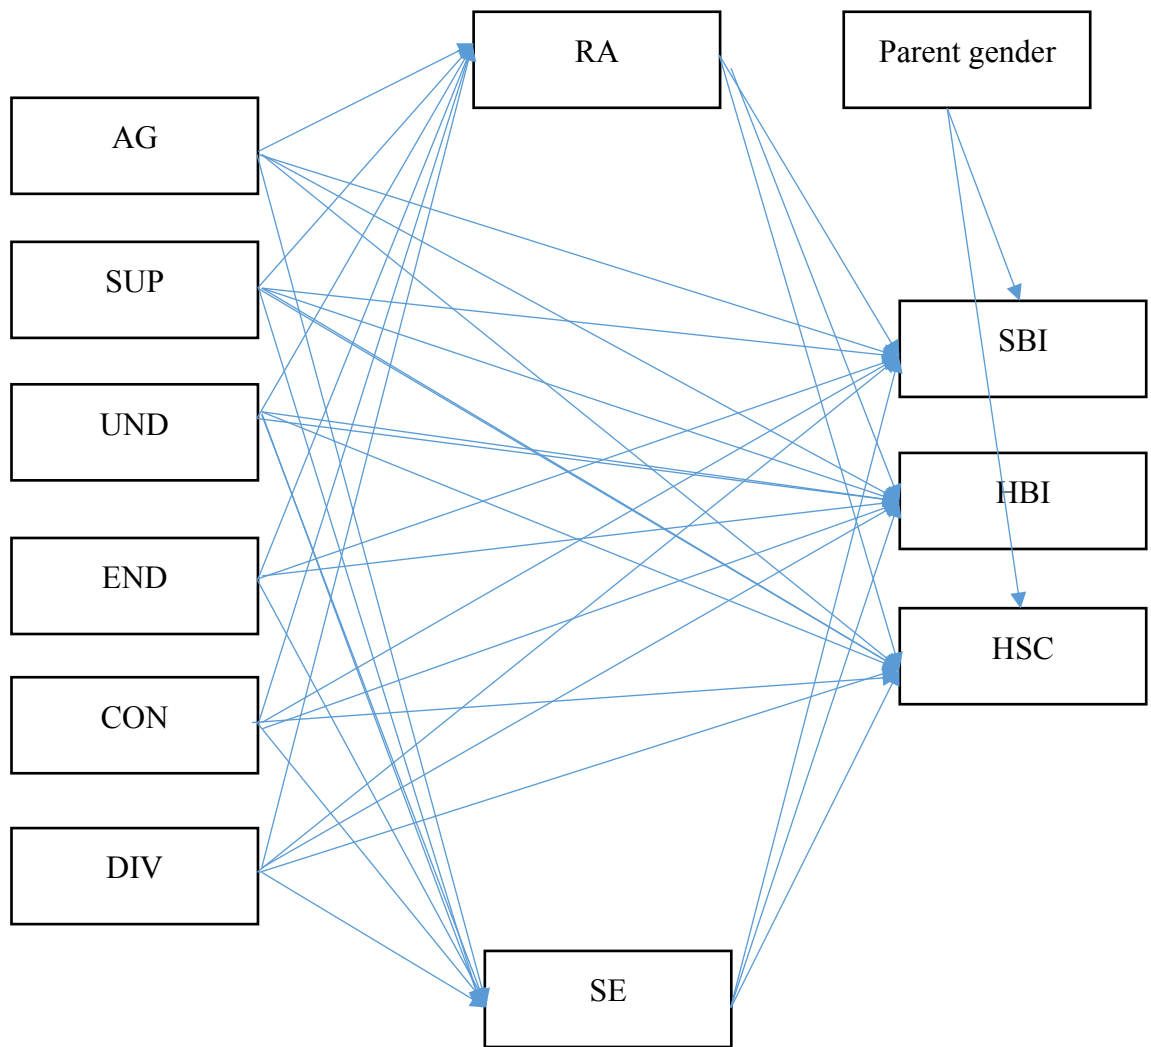 RA
Parent gender
AG
SUP
SBI
UND
HBI
END
HSC
CON
DIV
SE